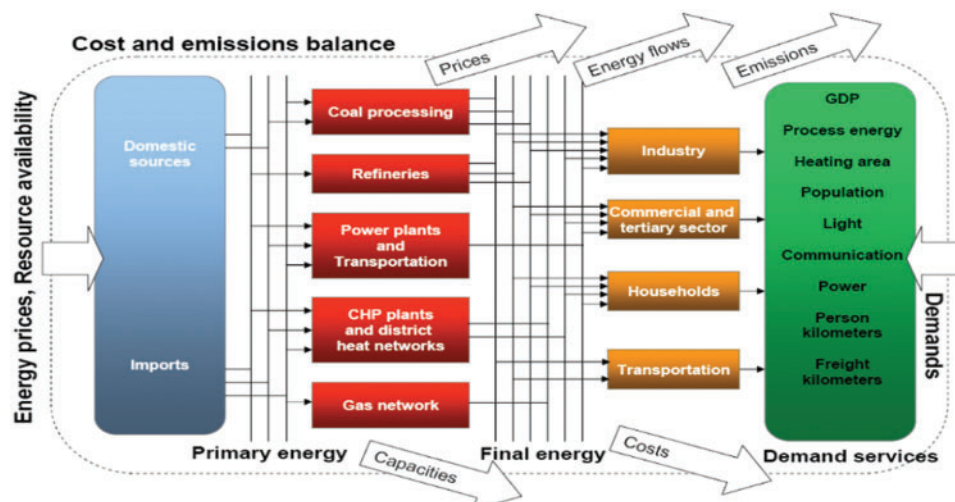 Cost and emissions balance
Prices
Energy flows
Emissions
Energy prices, Resource availability
Domestic
sources
Imports
Coal processing
Refineries
Power plants
and
Transportation
CHP plants
and district
heat networks
Gas network
Industry
Commercial and
tertiary sector
Households
Transportation
GDP
Process energy
Heating area
Population
Light
Communication
Power
Person
kilometers
Freight
kilometers
Demands
Primary energy
Capacities
Final energy
Costs
Demand services